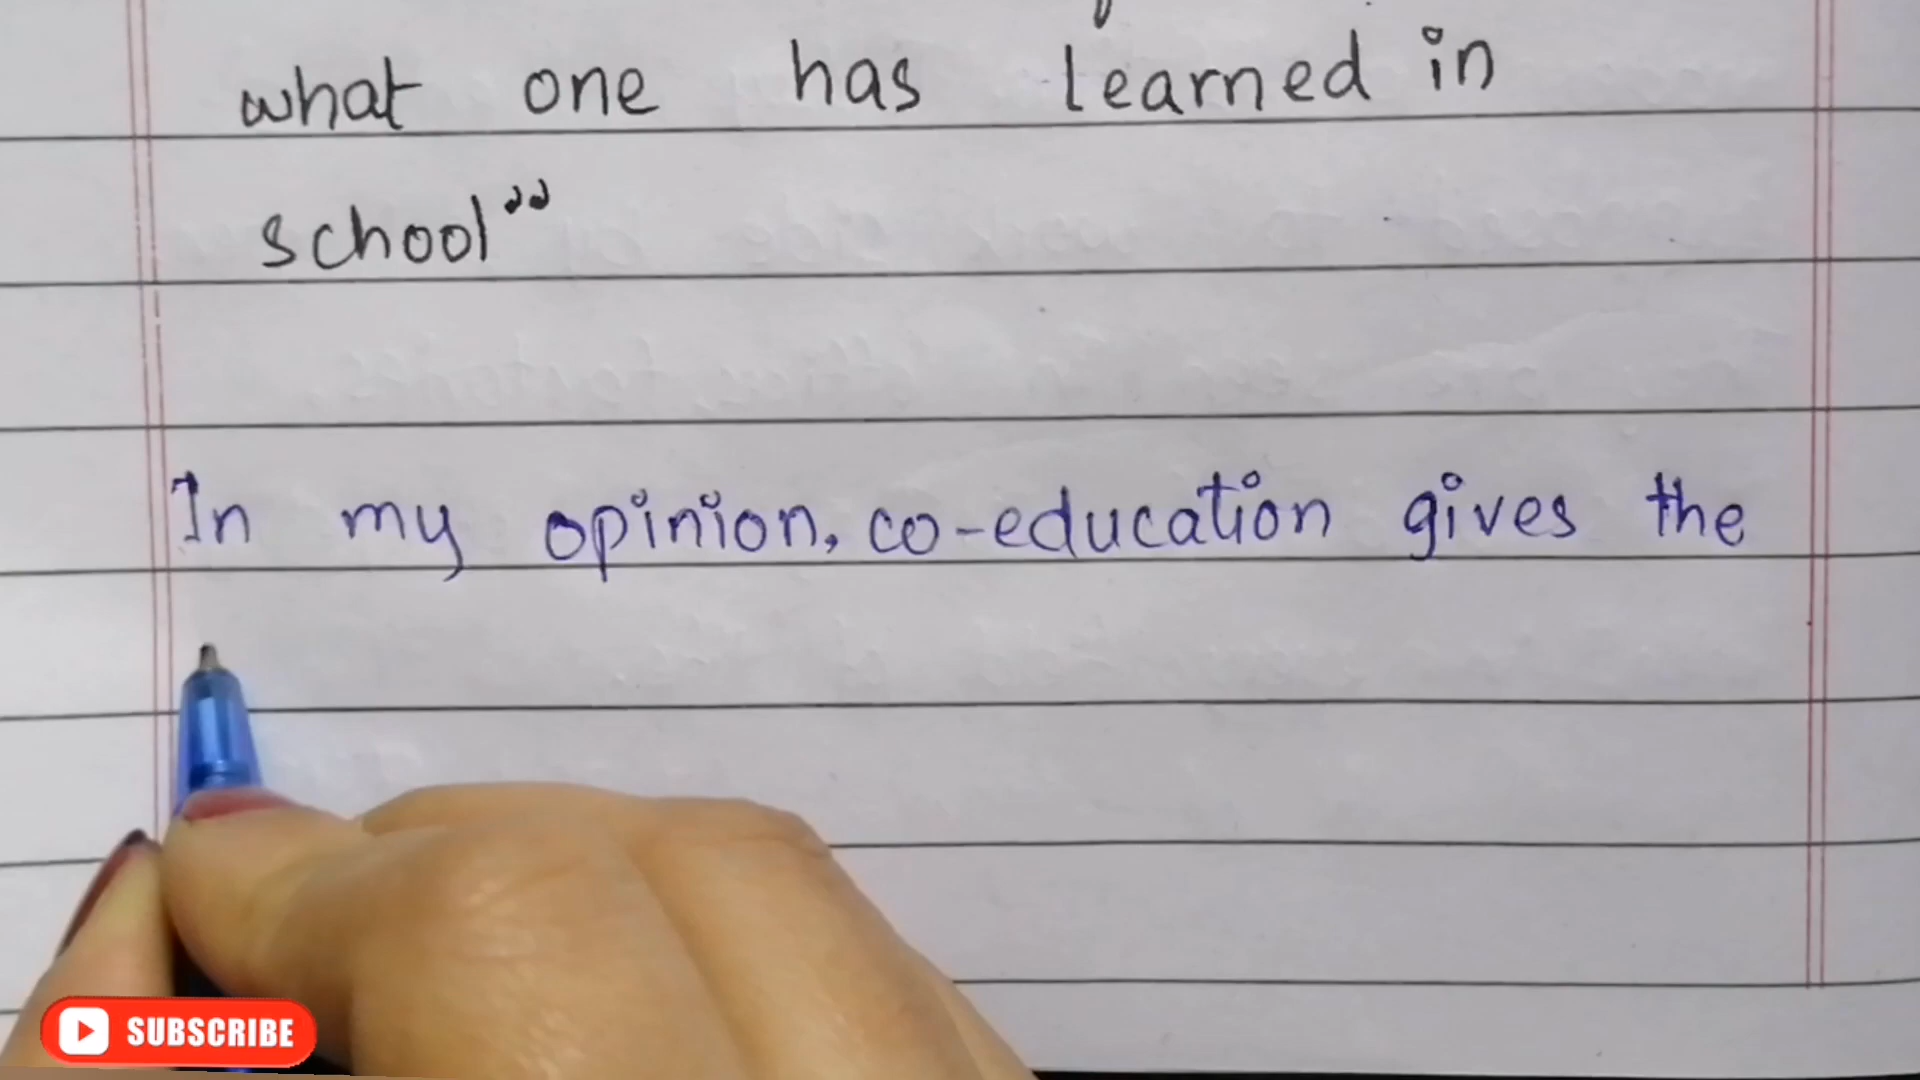 what one has learned in
school"
In my opinion, co-education gives the
SUBSCRIBE